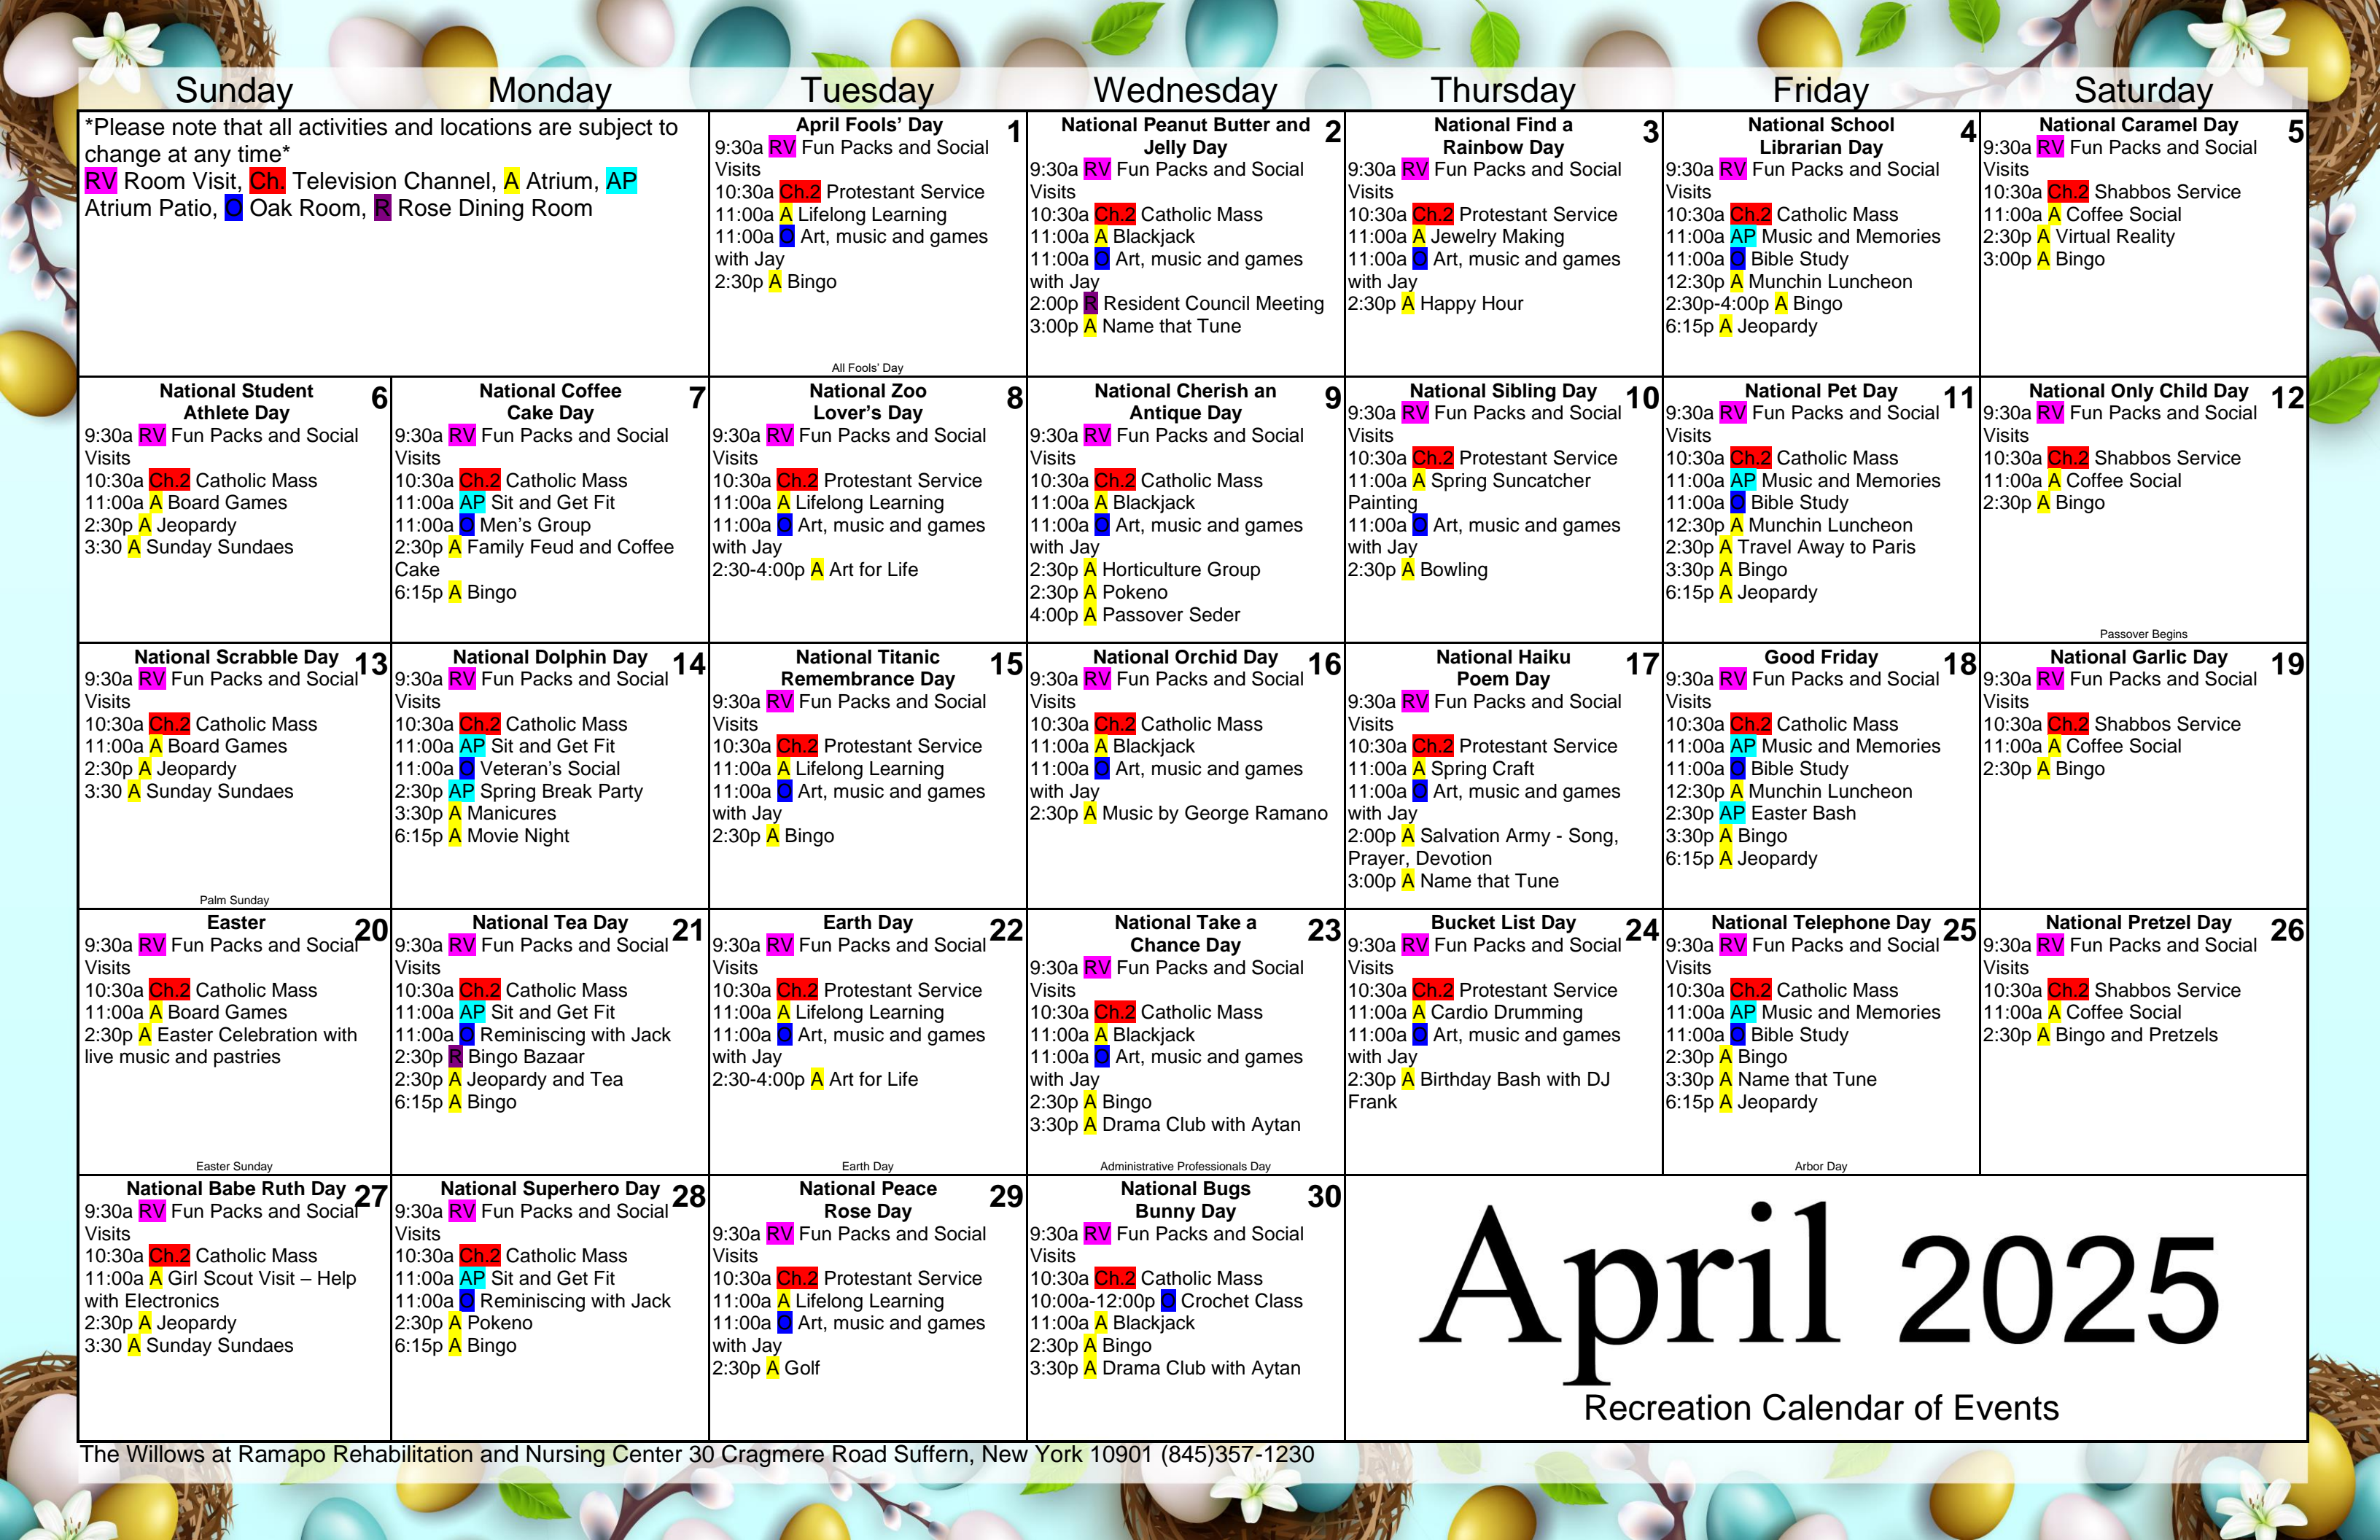 Sunday
Monday
Tuesday
Wednesday
Thursday
Friday
Saturday
*Please note that all activities and locations are subject to
change at any time*
RV Room Visit, Ch. Television Channel, A Atrium, AP
Atrium Patio, O Oak Room, R Rose Dining Room
April Fools’ Day 1
9:30a RV Fun Packs and Social
Visits
10:30a Ch.2 Protestant Service
11:00a A Lifelong Learning
11:00a O Art, music and games
with Jay
2:30p A Bingo
All Fools' Day
National Peanut Butter and 2
Jelly Day
9:30a RV Fun Packs and Social
Visits
10:30a Ch.2 Catholic Mass
11:00a A Blackjack
11:00a O Art, music and games
with Jay
2:00p R Resident Council Meeting
3:00p A Name that Tune
National Find a 3
Rainbow Day
9:30a RV Fun Packs and Social
Visits
10:30a Ch.2 Protestant Service
11:00a A Jewelry Making
11:00a O Art, music and games
with Jay
2:30p A Happy Hour
National School 4
Librarian Day
9:30a RV Fun Packs and Social
Visits
10:30a Ch.2 Catholic Mass
11:00a AP Music and Memories
11:00a O Bible Study
12:30p A Munchin Luncheon
2:30p-4:00p A Bingo
6:15p A Jeopardy
National Caramel Day 5
9:30a RV Fun Packs and Social
Visits
10:30a Ch.2 Shabbos Service
11:00a A Coffee Social
2:30p A Virtual Reality
3:00p A Bingo
National Student 6
Athlete Day
9:30a RV Fun Packs and Social
Visits
10:30a Ch.2 Catholic Mass
11:00a A Board Games
2:30p A Jeopardy
3:30 A Sunday Sundaes
National Coffee 7
Cake Day
9:30a RV Fun Packs and Social
Visits
10:30a Ch.2 Catholic Mass
11:00a AP Sit and Get Fit
11:00a O Men’s Group
2:30p A Family Feud and Coffee
Cake
6:15p A Bingo
National Zoo 8
Lover’s Day
9:30a RV Fun Packs and Social
Visits
10:30a Ch.2 Protestant Service
11:00a A Lifelong Learning
11:00a O Art, music and games
with Jay
2:30-4:00p A Art for Life
National Cherish an 9
Antique Day
9:30a RV Fun Packs and Social
Visits
10:30a Ch.2 Catholic Mass
11:00a A Blackjack
11:00a O Art, music and games
with Jay
2:30p A Horticulture Group
2:30p A Pokeno
4:00p A Passover Seder
National Sibling Day 10
9:30a RV Fun Packs and Social
Visits
10:30a Ch.2 Protestant Service
11:00a A Spring Suncatcher
Painting
11:00a O Art, music and games
with Jay
2:30p A Bowling
National Pet Day 11
9:30a RV Fun Packs and Social
Visits
10:30a Ch.2 Catholic Mass
11:00a AP Music and Memories
11:00a O Bible Study
12:30p A Munchin Luncheon
2:30p A Travel Away to Paris
3:30p A Bingo
6:15p A Jeopardy
National Only Child Day 12
9:30a RV Fun Packs and Social
Visits
10:30a Ch.2 Shabbos Service
11:00a A Coffee Social
2:30p A Bingo
Passover Begins
National Scrabble Day 13
9:30a RV Fun Packs and Social
Visits
10:30a Ch.2 Catholic Mass
11:00a A Board Games
2:30p A Jeopardy
3:30 A Sunday Sundaes
Palm Sunday
National Dolphin Day 14
9:30a RV Fun Packs and Social
Visits
10:30a Ch.2 Catholic Mass
11:00a AP Sit and Get Fit
11:00a O Veteran’s Social
2:30p AP Spring Break Party
3:30p A Manicures
6:15p A Movie Night
National Titanic 15
Remembrance Day
9:30a RV Fun Packs and Social
Visits
10:30a Ch.2 Protestant Service
11:00a A Lifelong Learning
11:00a O Art, music and games
with Jay
2:30p A Bingo
National Orchid Day 16
9:30a RV Fun Packs and Social
Visits
10:30a Ch.2 Catholic Mass
11:00a A Blackjack
11:00a O Art, music and games
with Jay
2:30p A Music by George Ramano
National Haiku 17
Poem Day
9:30a RV Fun Packs and Social
Visits
10:30a Ch.2 Protestant Service
11:00a A Spring Craft
11:00a O Art, music and games
with Jay
2:00p A Salvation Army - Song,
Prayer, Devotion
3:00p A Name that Tune
Good Friday 18
9:30a RV Fun Packs and Social
Visits
10:30a Ch.2 Catholic Mass
11:00a AP Music and Memories
11:00a O Bible Study
12:30p A Munchin Luncheon
2:30p AP Easter Bash
3:30p A Bingo
6:15p A Jeopardy
National Garlic Day 19
9:30a RV Fun Packs and Social
Visits
10:30a Ch.2 Shabbos Service
11:00a A Coffee Social
2:30p A Bingo
Easter 20
9:30a RV Fun Packs and Social
Visits
10:30a Ch.2 Catholic Mass
11:00a A Board Games
2:30p A Easter Celebration with
live music and pastries
Easter Sunday
National Tea Day 21
9:30a RV Fun Packs and Social
Visits
10:30a Ch.2 Catholic Mass
11:00a AP Sit and Get Fit
11:00a O Reminiscing with Jack
2:30p R Bingo Bazaar
2:30p A Jeopardy and Tea
6:15p A Bingo
Earth Day 22
9:30a RV Fun Packs and Social
Visits
10:30a Ch.2 Protestant Service
11:00a A Lifelong Learning
11:00a O Art, music and games
with Jay
2:30-4:00p A Art for Life
Earth Day
National Take a 23
Chance Day
9:30a RV Fun Packs and Social
Visits
10:30a Ch.2 Catholic Mass
11:00a A Blackjack
11:00a O Art, music and games
with Jay
2:30p A Bingo
3:30p A Drama Club with Aytan
Administrative Professionals Day
Bucket List Day 24
9:30a RV Fun Packs and Social
Visits
10:30a Ch.2 Protestant Service
11:00a A Cardio Drumming
11:00a O Art, music and games
with Jay
2:30p A Birthday Bash with DJ
Frank
National Telephone Day 25
9:30a RV Fun Packs and Social
Visits
10:30a Ch.2 Catholic Mass
11:00a AP Music and Memories
11:00a O Bible Study
2:30p A Bingo
3:30p A Name that Tune
6:15p A Jeopardy
Arbor Day
National Pretzel Day 26
9:30a RV Fun Packs and Social
Visits
10:30a Ch.2 Shabbos Service
11:00a A Coffee Social
2:30p A Bingo and Pretzels
National Babe Ruth Day 27
9:30a RV Fun Packs and Social
Visits
10:30a Ch.2 Catholic Mass
11:00a A Girl Scout Visit – Help
with Electronics
2:30p A Jeopardy
3:30 A Sunday Sundaes
National Superhero Day 28
9:30a RV Fun Packs and Social
Visits
10:30a Ch.2 Catholic Mass
11:00a AP Sit and Get Fit
11:00a O Reminiscing with Jack
2:30p A Pokeno
6:15p A Bingo
National Peace 29
Rose Day
9:30a RV Fun Packs and Social
Visits
10:30a Ch.2 Protestant Service
11:00a A Lifelong Learning
11:00a O Art, music and games
with Jay
2:30p A Golf
National Bugs 30
Bunny Day
9:30a RV Fun Packs and Social
Visits
10:30a Ch.2 Catholic Mass
10:00a-12:00p O Crochet Class
11:00a A Blackjack
2:30p A Bingo
3:30p A Drama Club with Aytan
April 2025
Recreation Calendar of Events
The Willows at Ramapo Rehabilitation and Nursing Center 30 Cragmere Road Suffern, New York 10901 (845)357-1230